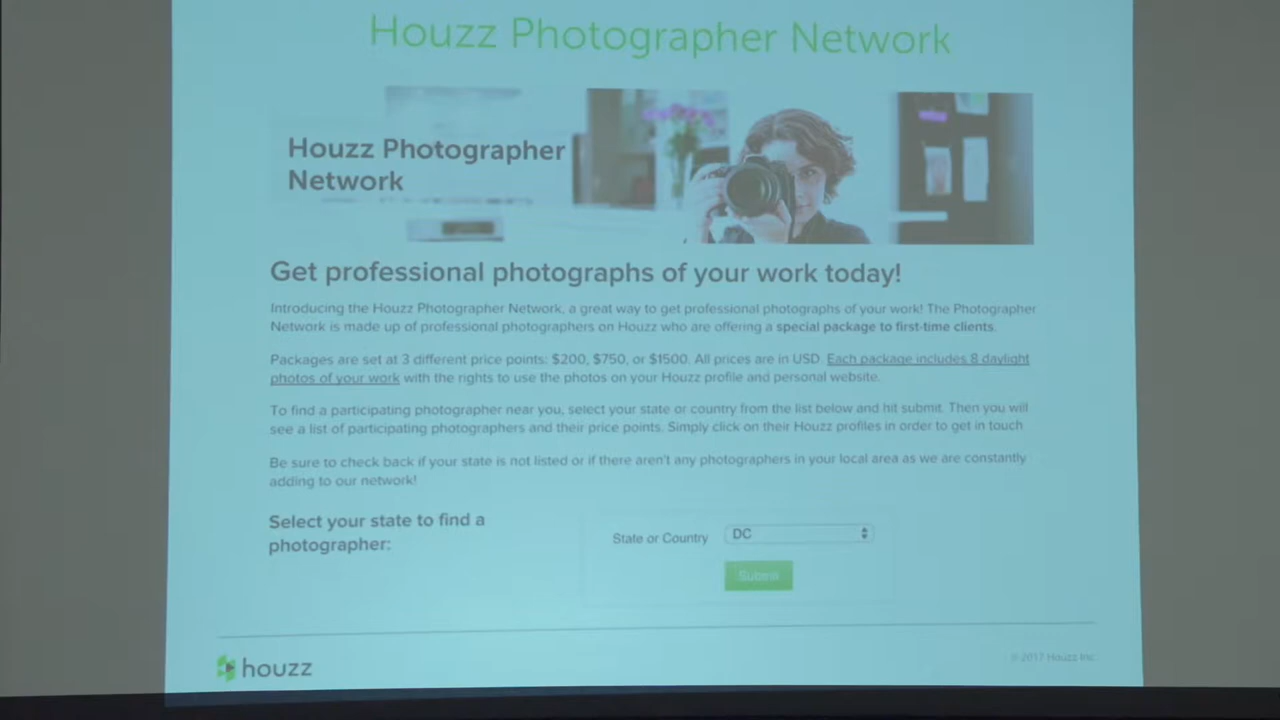 Houzz Photographer Network
Houzz Photographer
Network
Get professional photographs of your work today!
Introducing the Houzz Photographer Network, a great way to get professional photographs of your work! The Photographer
Network is made up of professional photographers on Houzz who are offering a special package to first-time clients.
Packages are set at 3 different price points: $200, $750, or $1500. All prices are in USD. Each package includes 8 daylight
photos of your work with the rights to use the photos on your Houzz profile and personal website.
To find a participating photographer near you, select your state or country from the list below and hit submit. Then you will
see a list of participating photographers and their price points. Simply click on their Houzz profiles in order to get in touch
Be sure to check back if your state is not listed or if there aren't any photographers in your local area as we are constantly
adding to our network!
Select your state to find a
photographer:
State or Country DC
Submit
houzz
© 2017 Houzz Inc.